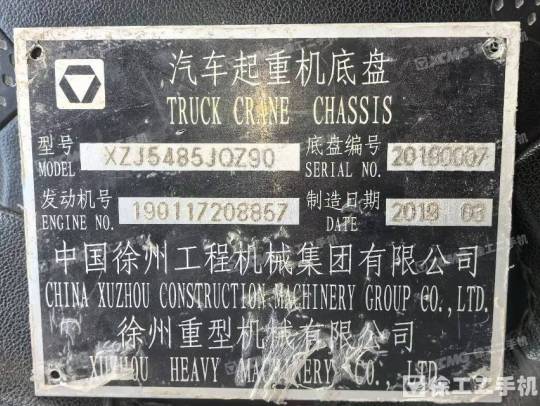 汽车起重机底盘
TRUCK CRANE CHASSIS
型号 XZJ5485JQZ90 底盘编号 20180007
MODEL SERIAL NO.
发动机号 190117208857 制造日期 2018 03
ENGINE NO. DATE
中国徐州工程机械集团有限公司
CHINA XUZHOU CONSTRUCTION MACHINERY GROUP CO.,LTD.
徐州重型机械有限公司
XUZHOU HEAVY MACHINERY CO., LTD.
徐工二手机